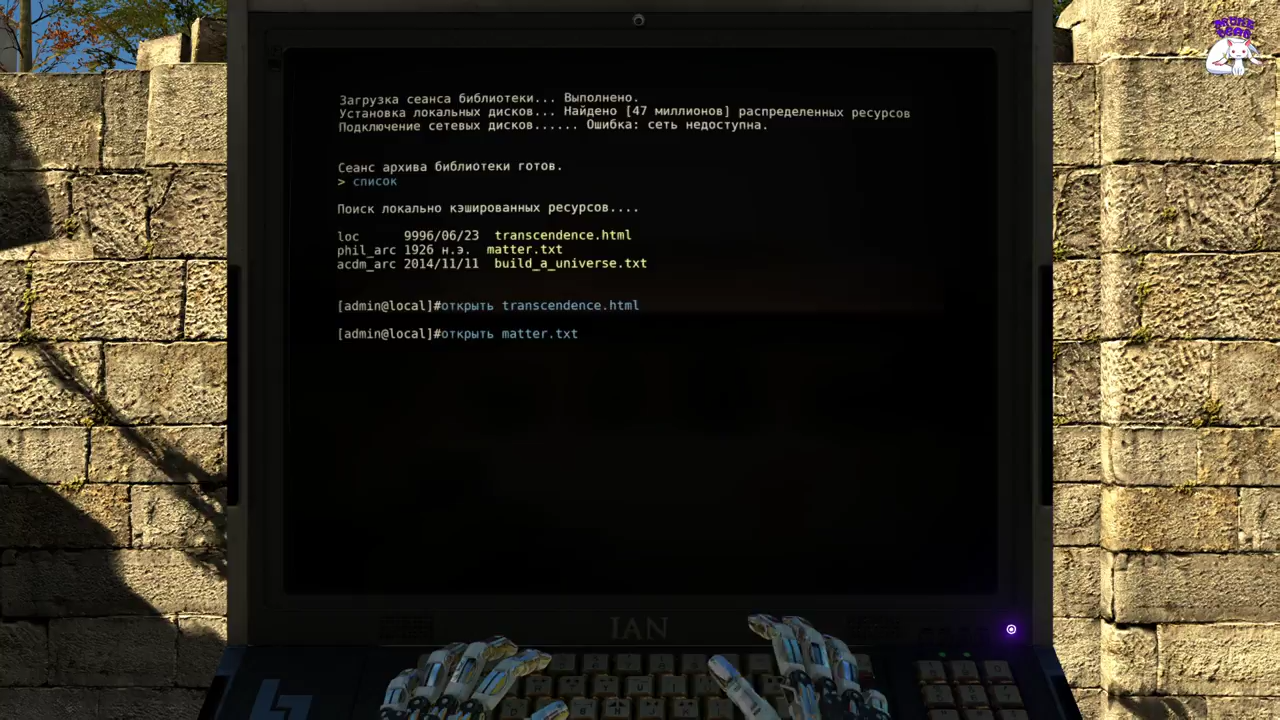 Загрузка сеанса библиотеки... Выполнено.
Установка локальных дисков... Найдено [47 миллионов] распределенных ресурсов
Подключение сетевых дисков...... Ошибка: сеть недоступна.
Сеанс архива библиотеки готов.
> список
Поиск локально кэшированных ресурсов....
loc 9996/06/23 transcendence.html
phil_arc 1926 н.э. matter.txt
acdm_arc 2014/11/11 build_a_universe.txt
[admin@local]#открыть transcendence.html
[admin@local]#открыть matter.txt
IAN